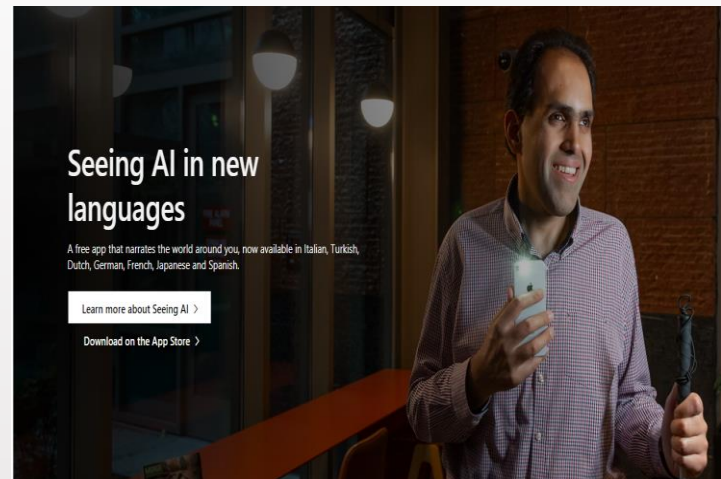 Seeing AI in new
languages
A free app that narrates the world around you, now available in Italian, Turkish,
Dutch, German, French, Japanese and Spanish.
Learn more about Seeing AI >
Download on the App Store >